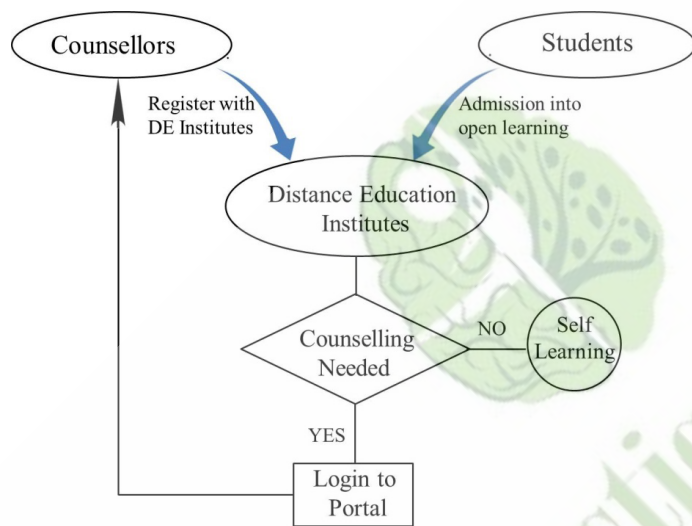 Counsellors
Students
Register with
DE Institutes
Admission into
open learning
Distance Education
Institutes
Counselling
Needed
NO
Self
Learning
YES
Login to
Portal